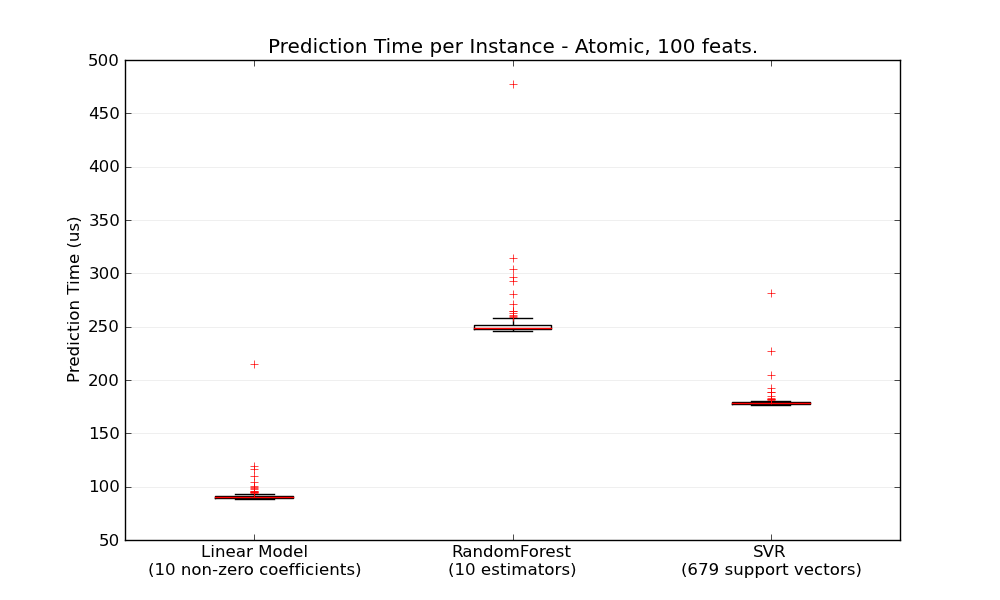 Prediction Time per Instance - Atomic, 100 feats.
500
450
400
350
300
250
200
150
100
50
Prediction Time (us)
Linear Model
(10 non-zero coefficients)
RandomForest
(10 estimators)
SVR
(679 support vectors)